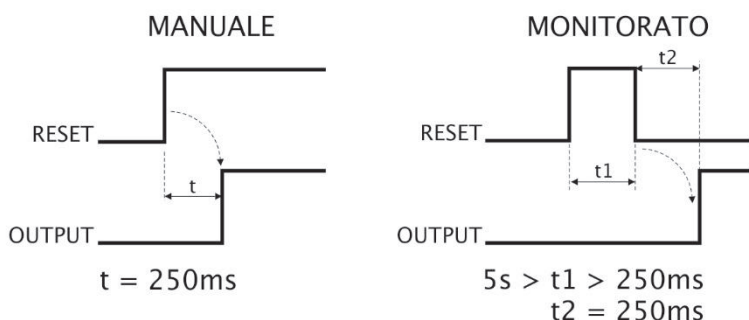 MANUALE
RESET
t
OUTPUT
t = 250ms
MONITORATO
t2
RESET
t1
OUTPUT
5s > t1 > 250ms
t2 = 250ms